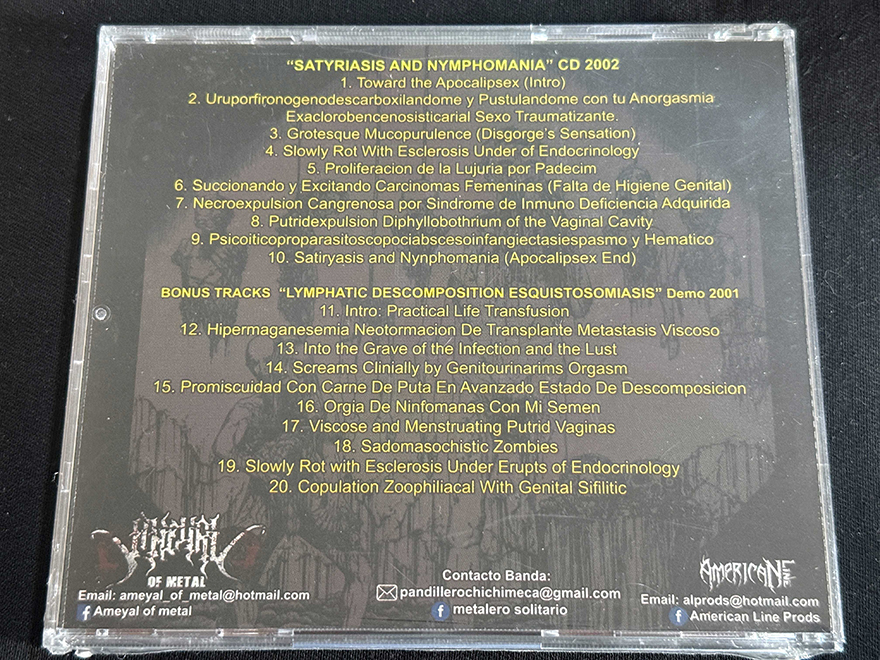 “SATYRIASIS AND NYMPHOMANIA” CD 2002
1. Toward the Apocalipsex (Intro)
2. Uruporfironogenodescarboxilandome y Pustulandome con tu Anorgasmia
Exaclorobencenosisticarial Sexo Traumatizante.
3. Grotesque Mucopurulence (Disgorge's Sensation)
4. Slowly Rot With Esclerosis Under of Endocrinology
5. Proliferacion de la Lujuria por Padecim
6. Succionando y Excitando Carcinomas Femeninas (Falta de Higiene Genital)
7. Necroexpulsion Cangrenosa por Sindrome de Inmuno Deficiencia Adquirida
8. Putridexpulsion Diphyllobothrium of the Vaginal Cavity
9. Psicoiticoproparasitoscopociabscesoinfangiectasiespasmo y Hematico
10. Satiryasis and Nynphomania (Apocalipsex End)
BONUS TRACKS “LYMPHATIC DESCOMPOSITION ESQUISTOSOMIASIS” Demo 2001
11. Intro: Practical Life Transfusion
12. Hipermaganesemia Neotormacion De Transplante Metastasis Viscoso
13. Into the Grave of the Infection and the Lust
14. Screams Clinially by Genitourinarims Orgasm
15. Promiscuidad Con Carne De Puta En Avanzado Estado De Descomposicion
16. Orgia De Ninfomanas Con Mi Semen
17. Viscose and Menstruating Putrid Vaginas
18. Sadomasochistic Zombies
19. Slowly Rot with Esclerosis Under Erupts of Endocrinology
20. Copulation Zoophiliacal With Genital Sifilitic
AMEYAL
OF METAL
Email: ameyal_of_metal@hotmail.com
f Ameyal of metal
Contacto Banda:
pandillerochichimeca@gmail.com
f metalero solitario
AMERICAN LINE
Email: alprods@hotmail.com
f American Line Prods